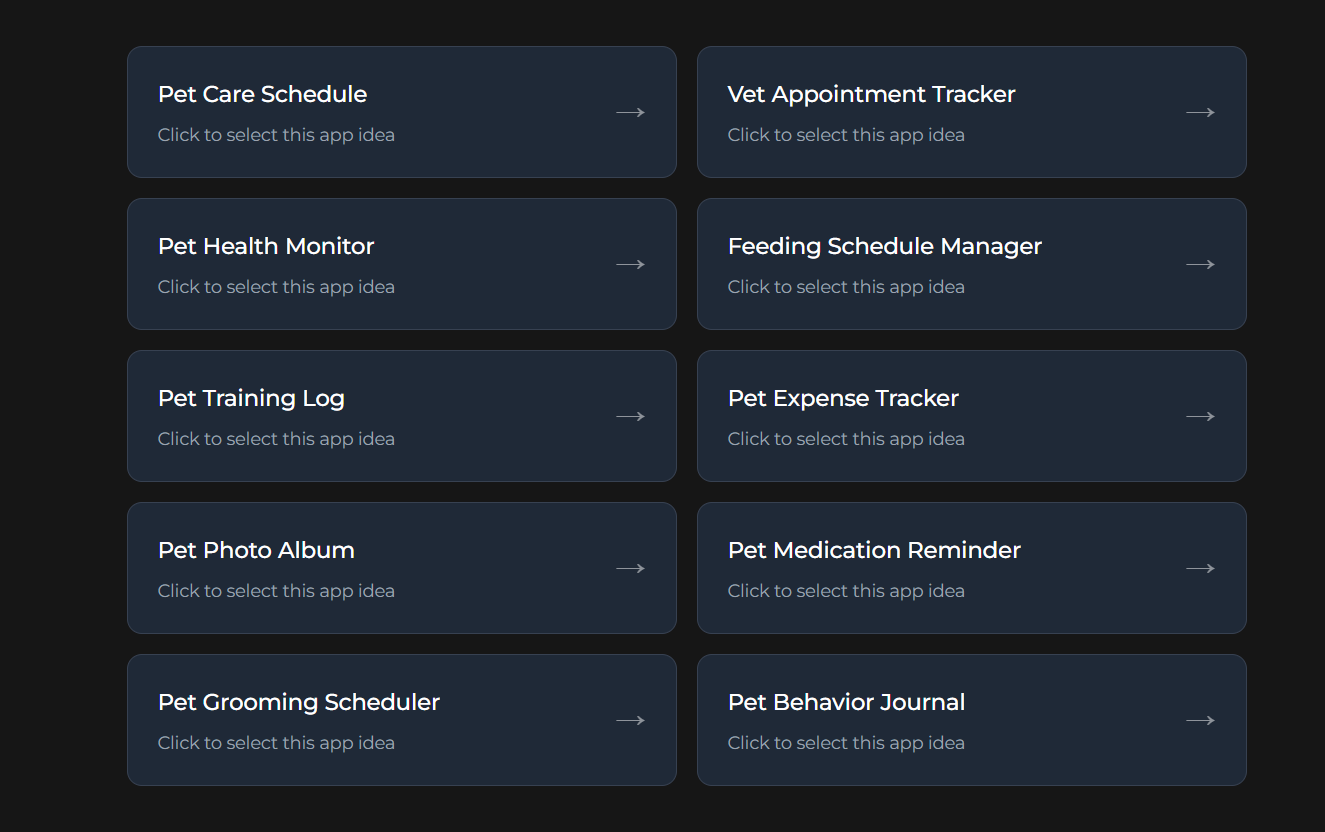 Pet Care Schedule
Click to select this app idea
→
Vet Appointment Tracker
Click to select this app idea
→
Pet Health Monitor
Click to select this app idea
→
Feeding Schedule Manager
Click to select this app idea
→
Pet Training Log
Click to select this app idea
→
Pet Expense Tracker
Click to select this app idea
→
Pet Photo Album
Click to select this app idea
→
Pet Medication Reminder
Click to select this app idea
→
Pet Grooming Scheduler
Click to select this app idea
→
Pet Behavior Journal
Click to select this app idea
→